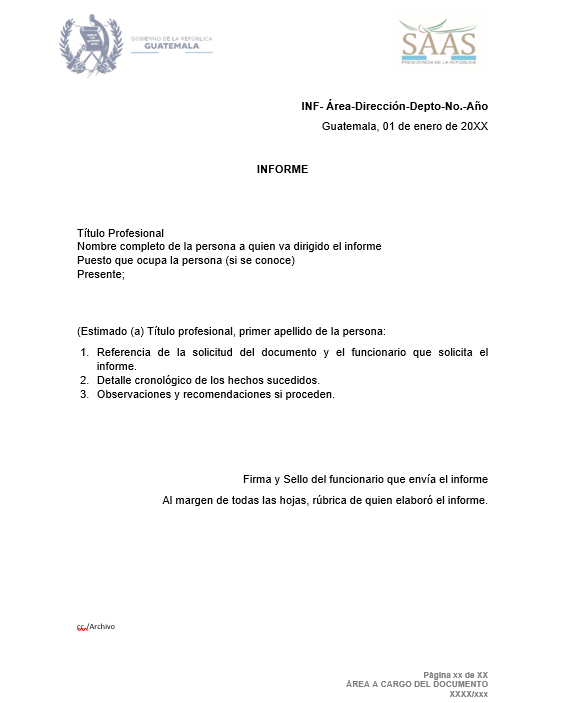 GOBIERNO DE LA REPÚBLICA
GUATEMALA
SAAS
PRESIDENCIA DE LA REPÚBLICA
INF- Área-Dirección-Depto-No.-Año
Guatemala, 01 de enero de 20XX
INFORME
Título Profesional
Nombre completo de la persona a quien va dirigido el informe
Puesto que ocupa la persona (si se conoce)
Presente;
(Estimado (a) Título profesional, primer apellido de la persona:
1. Referencia de la solicitud del documento y el funcionario que solicita el
informe.
2. Detalle cronológico de los hechos sucedidos.
3. Observaciones y recomendaciones si proceden.
Firma y Sello del funcionario que envía el informe
Al margen de todas las hojas, rúbrica de quien elaboró el informe.
cc./Archivo
Página xx de XX
ÁREA A CARGO DEL DOCUMENTO
XXXX/xxx